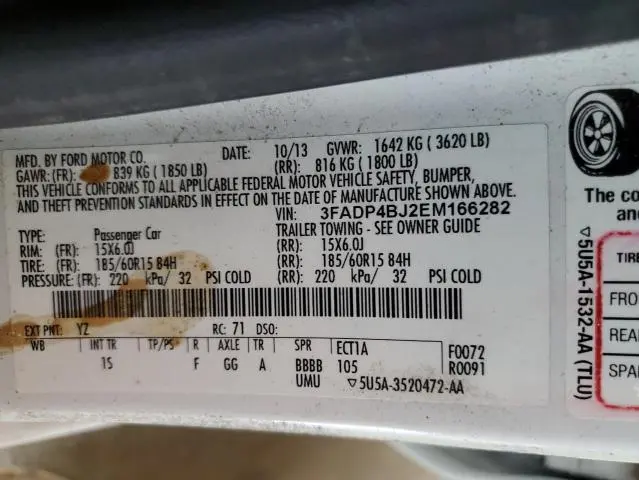 MFD. BY FORD MOTOR CO. DATE: 10/13 GVWR: 1642 KG ( 3620 LB)
GAWR: (FR): 839 KG (1850 LB) (RR): 816 KG ( 1800 LB)
THIS VEHICLE CONFORMS TO ALL APPLICABLE FEDERAL MOTOR VEHICLE SAFETY, BUMPER,
AND THEFT PREVENTION STANDARDS IN EFFECT ON THE DATE OF MANUFACTURE SHOWN ABOVE.
VIN: 3FADP4BJ2EM166282
TYPE: Passenger Car TRAILER TOWING - SEE OWNER GUIDE
RIM: (FR): 15X6.0J (RR): 15X6.0J
TIRE: (FR): 185/60R15 84H (RR): 185/60R15 84H
PRESSURE: (FR): 220 kPa/ 32 PSI COLD (RR): 220 kPa/ 32 PSI COLD
EXT PNT: YZ RC: 71 DSO:
WB INT TR TP/PS R AXLE TR SPR ECT1A F0072
15 F GG A BBBB 105 R0091
UMU ▽5U5A-3520472-AA
The co
and
▽5U5A-1532-AA (TLU)
TIRE
FRO
REA
SPAR